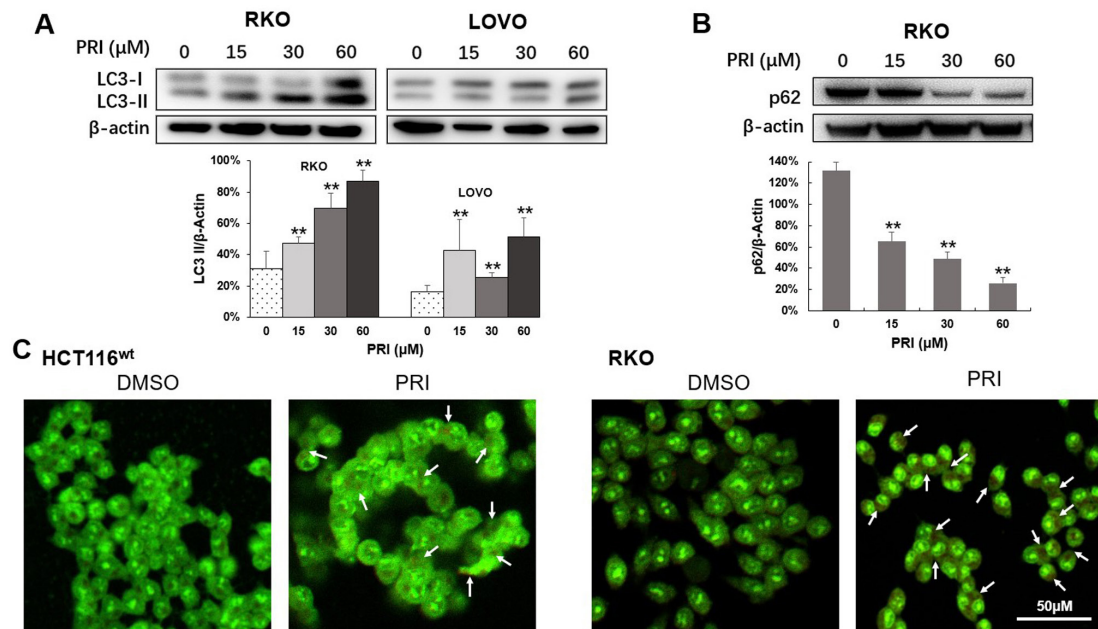 A
RKO
LOVO
PRI (μM) 0 15 30 60 0 15 30 60
LC3-I
LC3-II
β-actin
100%
80%
60%
40%
20%
0%
LC3 II/β-Actin
RKO
LOVO
** ** ** ** ** **
0 15 30 60 0 15 30 60
PRI (μM)
B
RKO
PRI (μM) 0 15 30 60
p62
β-actin
140%
120%
100%
80%
60%
40%
20%
0%
p62/β-Actin
** ** **
0 15 30 60
PRI (μM)
C
HCT116wt
DMSO PRI
RKO
DMSO PRI
50μM